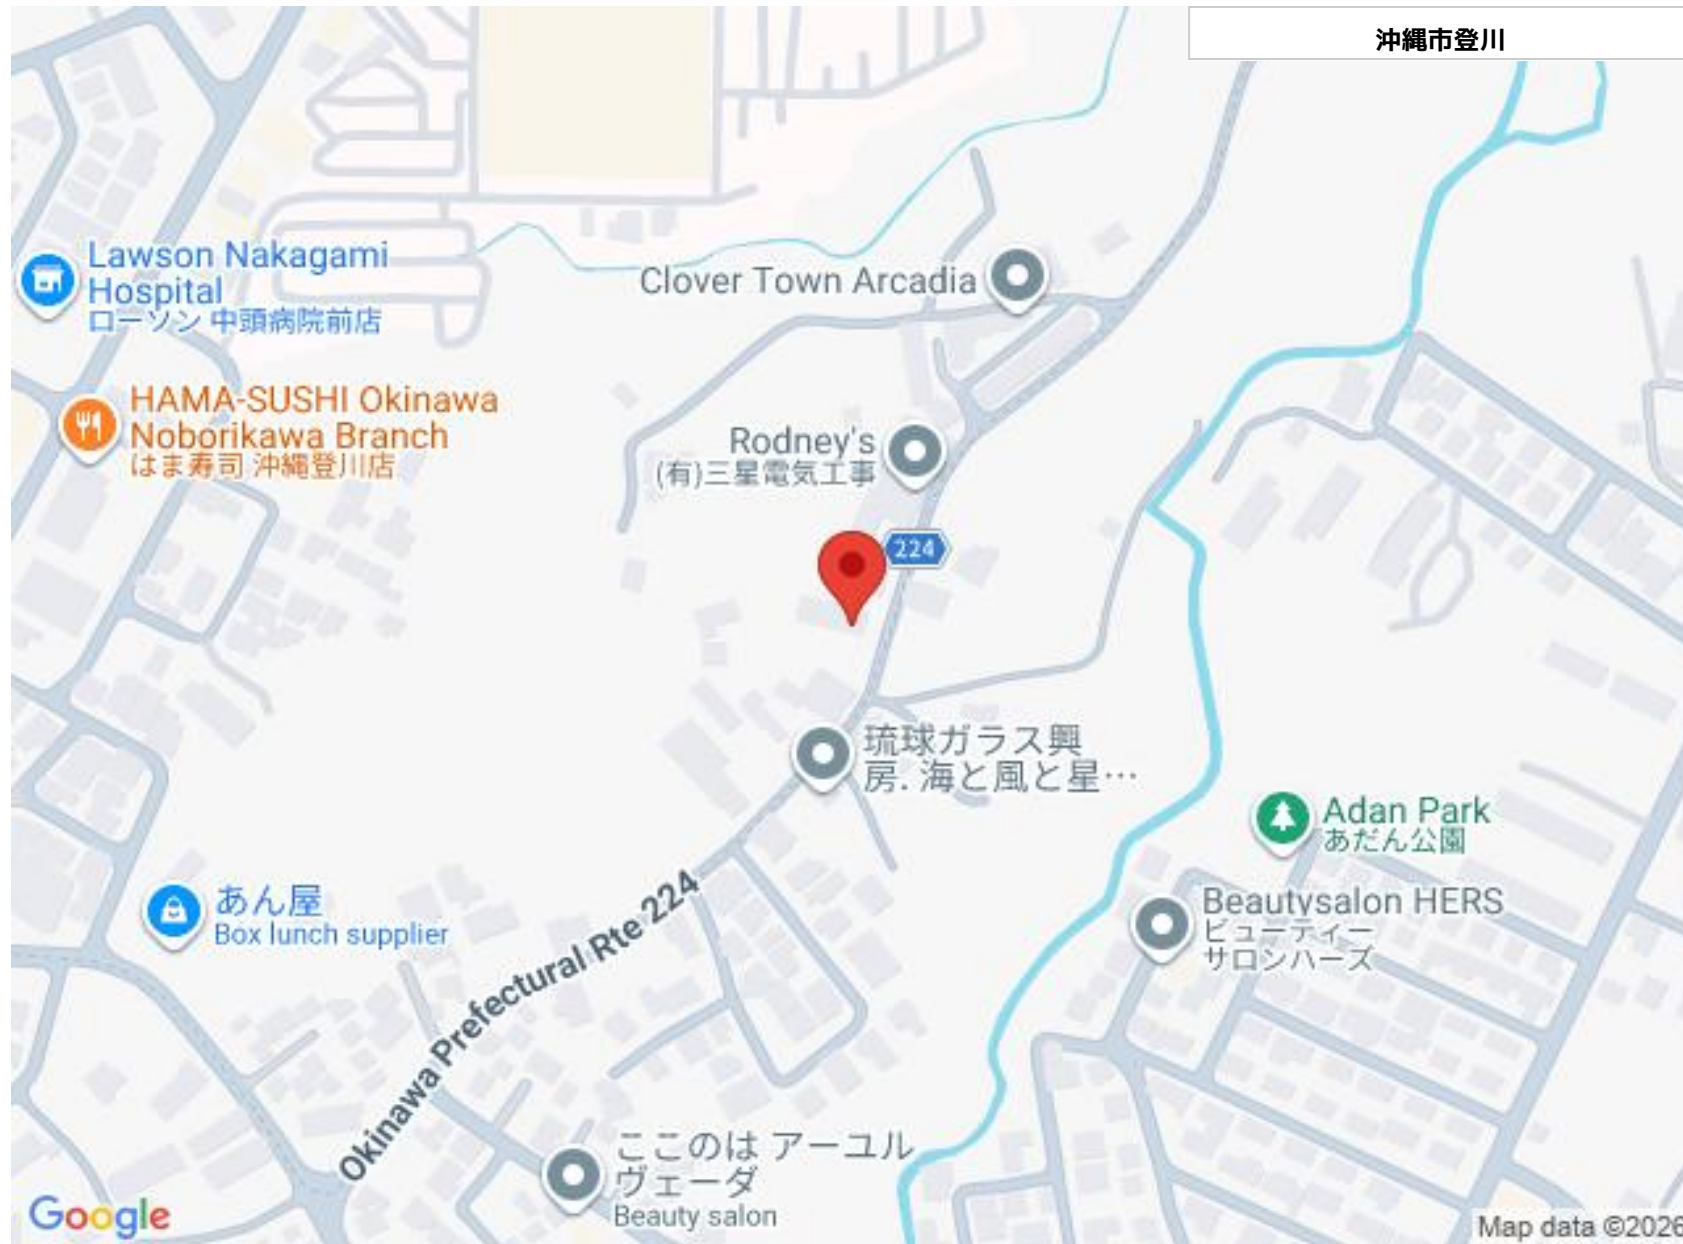 沖縄市登川
Lawson Nakagami
Hospital
ローソン 中頭病院前店
Clover Town Arcadia
HAMA-SUSHI Okinawa
Noborikawa Branch
はま寿司 沖縄登川店
Rodney's
(有)三星電気工事
224
琉球ガラス興
房. 海と風と星…
Adan Park
あだん公園
あん屋
Box lunch supplier
Beautysalon HERS
ビューティー
サロンハーズ
Okinawa Prefectural Rte 224
ここのは アーユル
ヴェーダ
Beauty salon
Google
Map data ©2026